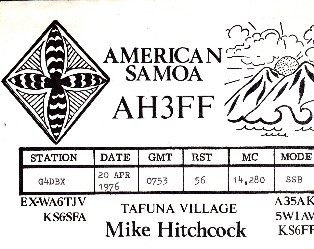 AMERICAN
SAMOA
AH3FF
STATION DATE GMT RST MC MODE
G4DBX 20 APR 1976 0753 56 14,280 SSB
EX-WA6TJV A35AK
KS6SFA TAFUNA VILLAGE 5W1AV
Mike Hitchcock KS6FF